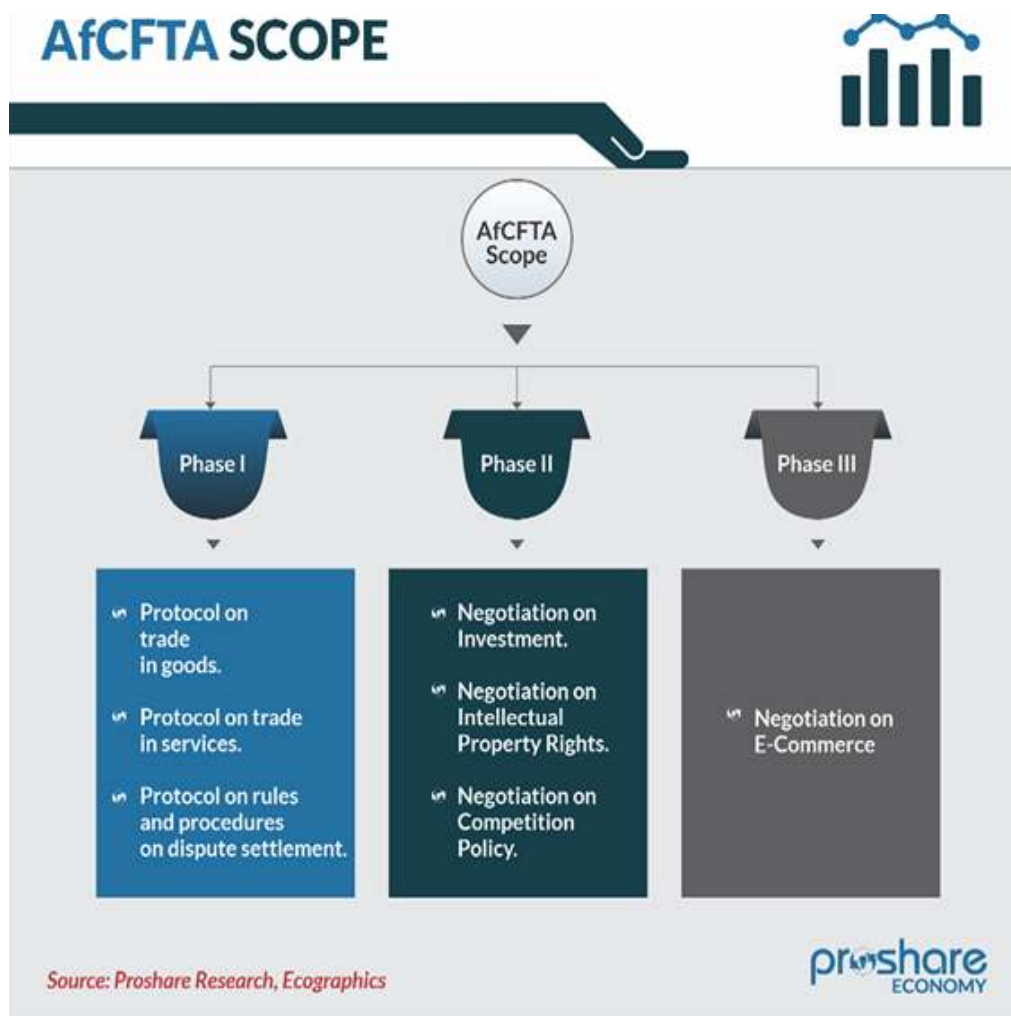 AfCFTA SCOPE
AfCFTA
Scope
Phase I
Phase II
Phase III
Protocol on
trade
in goods.
Protocol on trade
in services.
Protocol on rules
and procedures
on dispute settlement.
Negotiation on
Investment.
Negotiation on
Intellectual
Property Rights.
Negotiation on
Competition
Policy.
Negotiation on
E-Commerce
Source: Proshare Research, Ecographics
proshare
ECONOMY